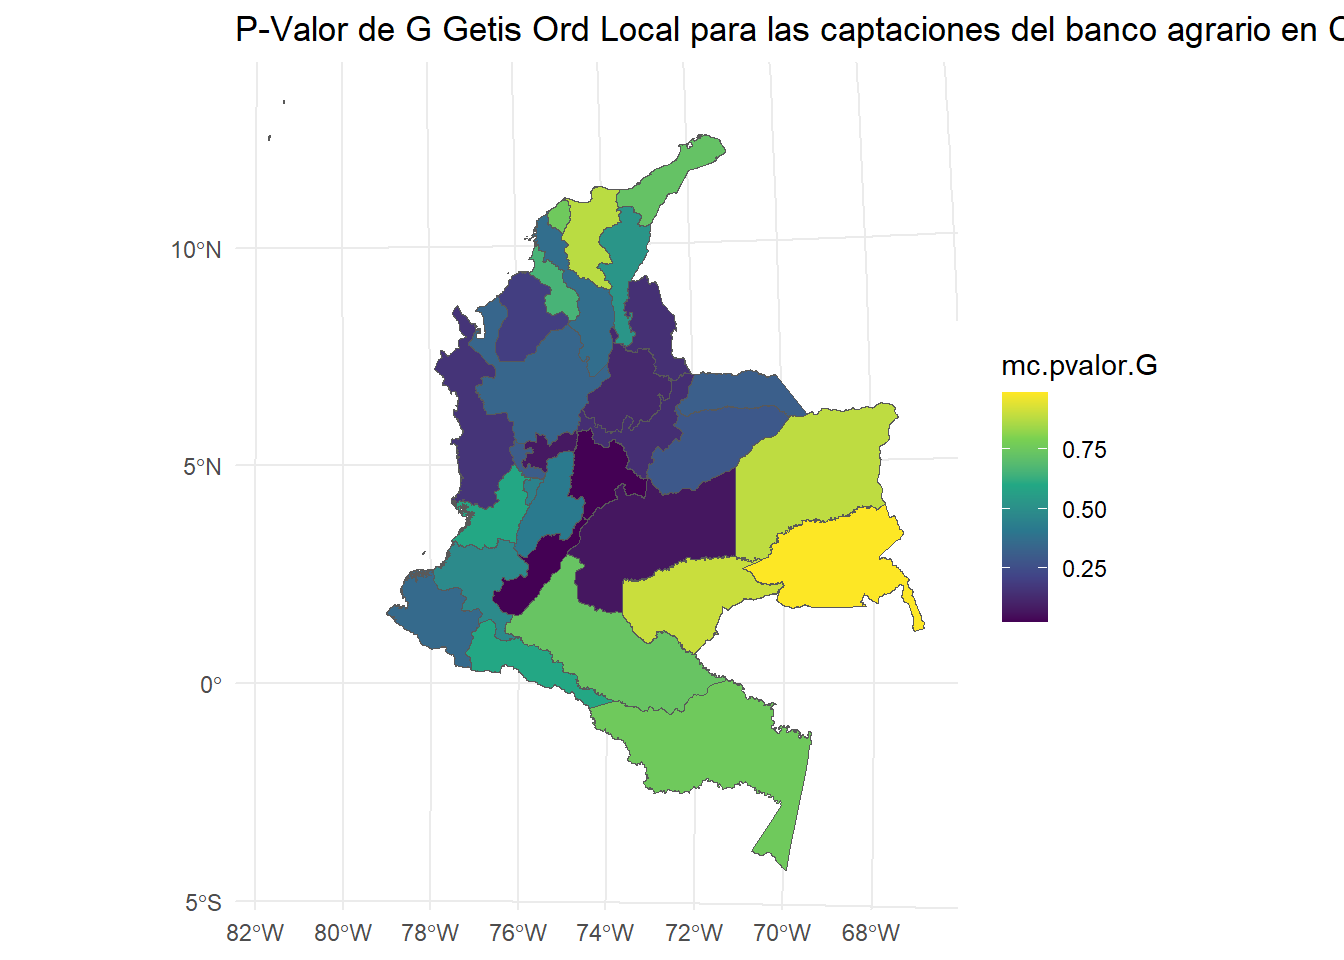 P-Valor de G Getis Ord Local para las captaciones del banco agrario en C
10°N
5°N
0°
5°S
82°W 80°W 78°W 76°W 74°W 72°W 70°W 68°W
mc.pvalor.G
0.75
0.50
0.25